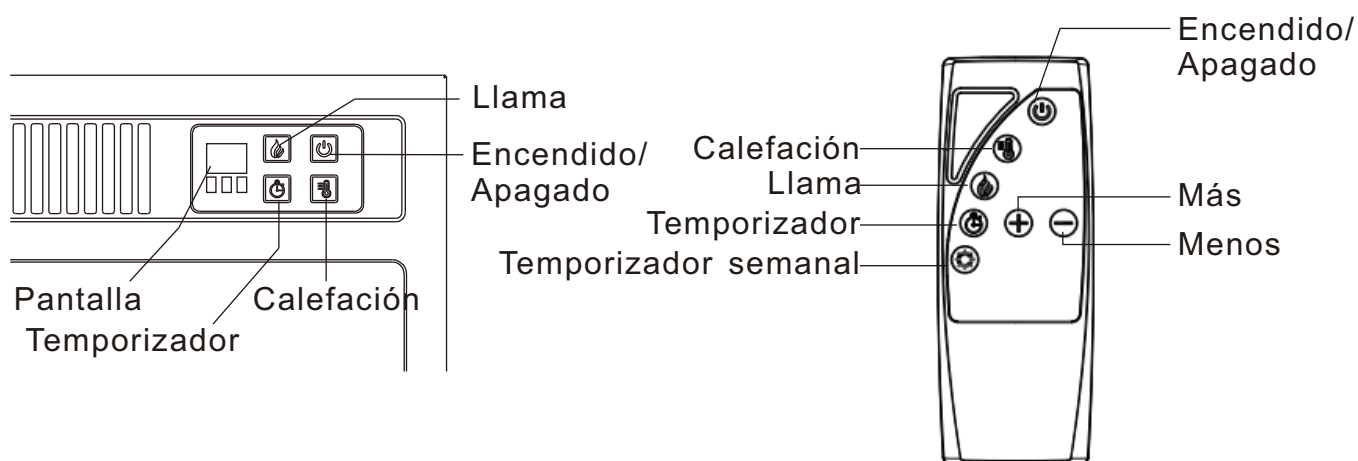 Llama
Encendido/
Apagado
Pantalla
Calefación
Temporizador
Encendido/
Apagado
Calefación
Llama
Temporizador
Temporizador semanal
Más
Menos